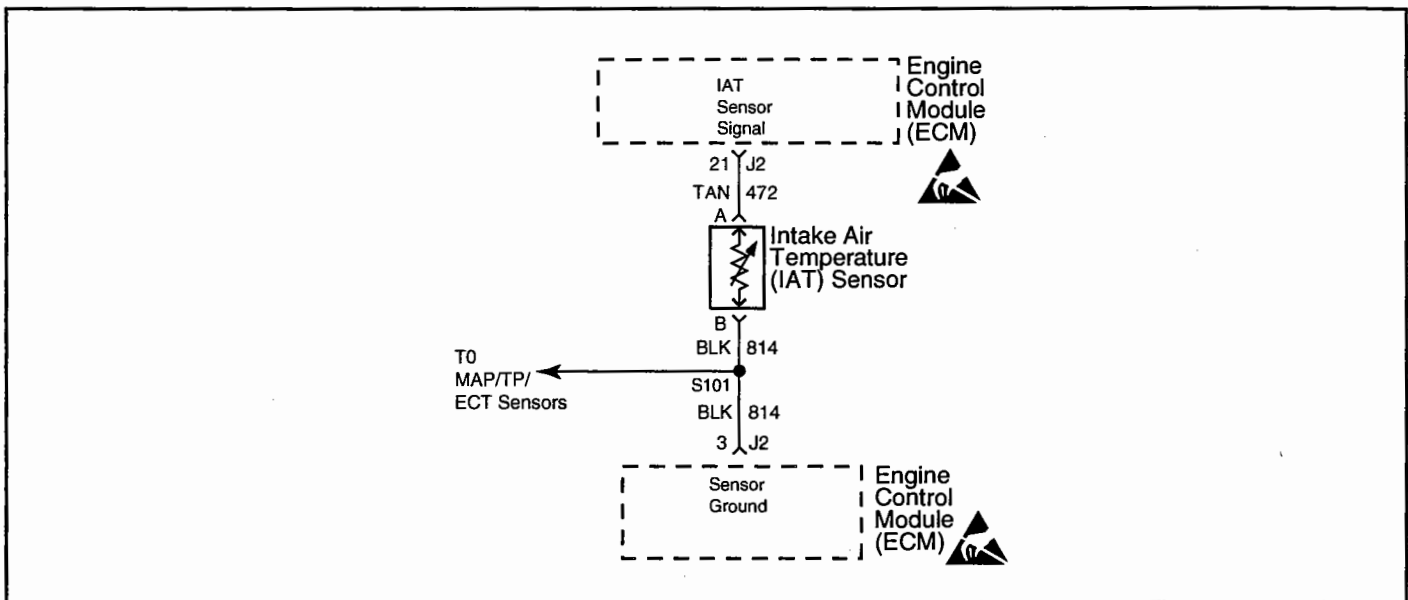 IAT
Sensor
Signal
Engine
Control
Module
(ECM)
21 J2
TAN 472
A
Intake Air
Temperature
(IAT) Sensor
B
BLK 814
T0
MAP/TP/
ECT Sensors
S101
BLK 814
3 J2
Sensor
Ground
Engine
Control
Module
(ECM)